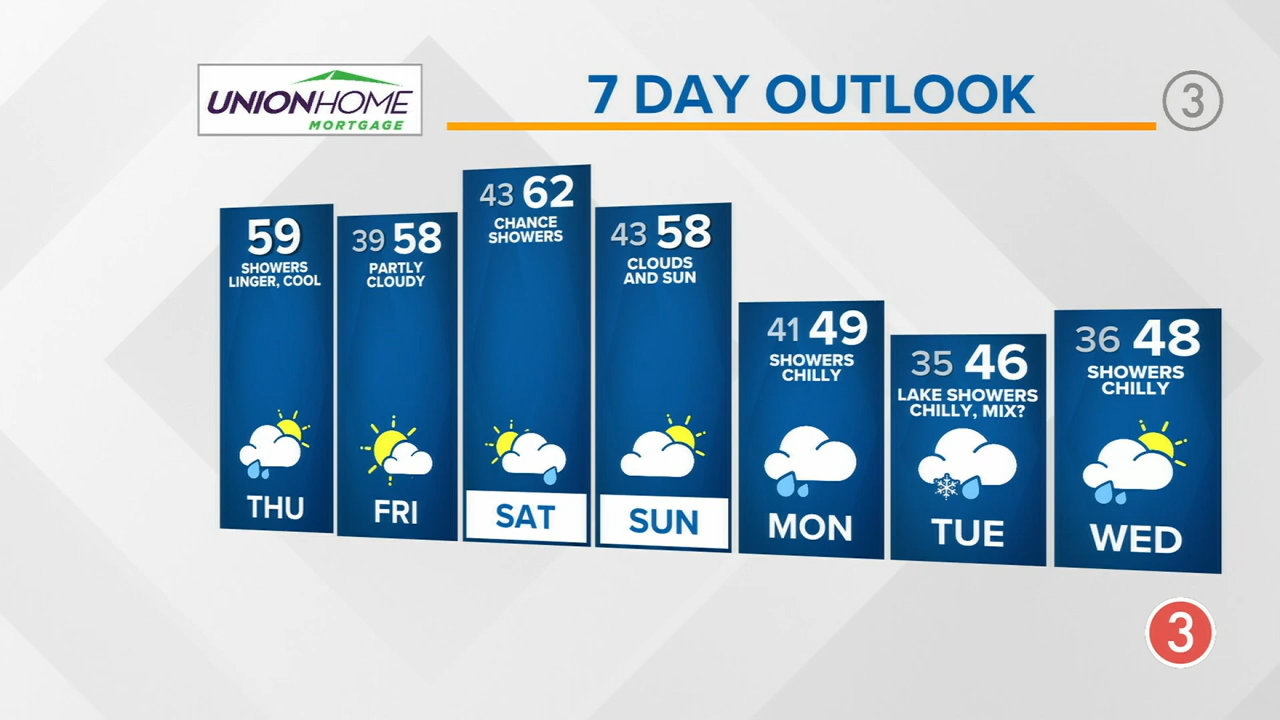 UNIONHOME
MORTGAGE
7 DAY OUTLOOK
3
59
SHOWERS
LINGER, COOL
THU
39 58
PARTLY
CLOUDY
FRI
43 62
CHANCE
SHOWERS
SAT
43 58
CLOUDS
AND SUN
SUN
41 49
SHOWERS
CHILLY
MON
35 46
LAKE SHOWERS
CHILLY, MIX?
TUE
36 48
SHOWERS
CHILLY
WED
3